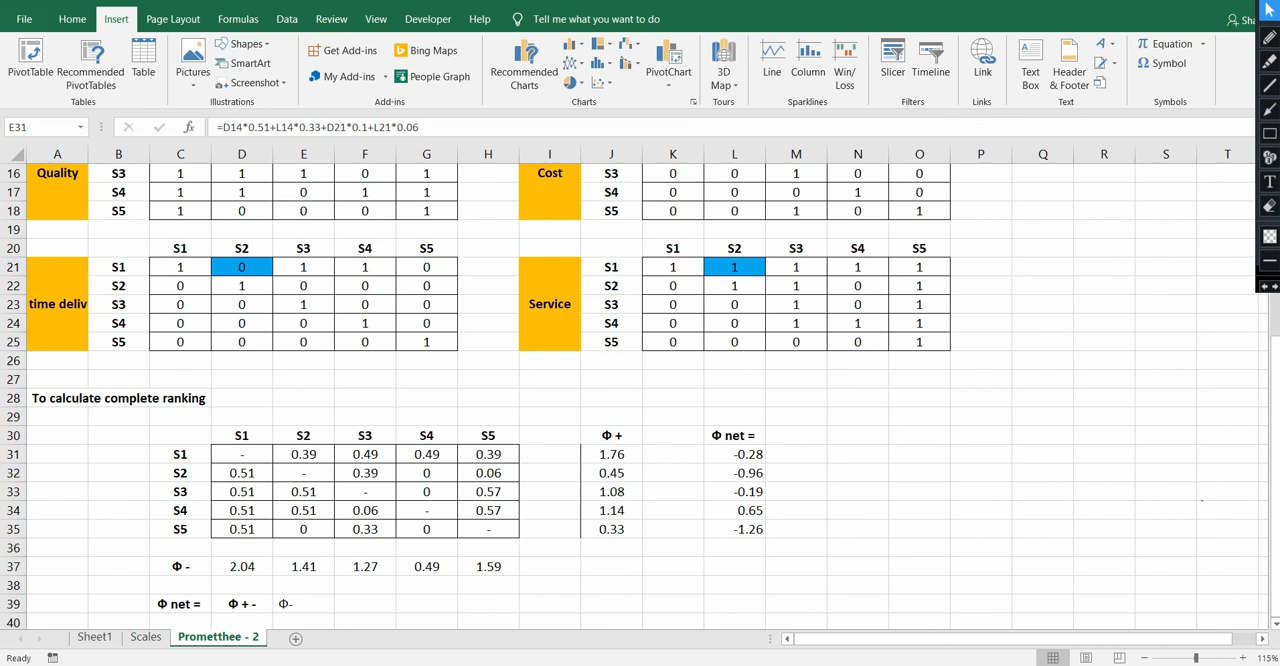 File Home Insert Page Layout Formulas Data Review View Developer Help Tell me what you want to do
PivotTable Recommended PivotTables Table Pictures Shapes SmartArt Screenshot Get Add-ins My Add-ins Bing Maps People Graph Recommended Charts PivotChart 3D Map Line Column Win/Loss Slicer Timeline Link Text Box Header & Footer Equation Symbol
Tables Illustrations Add-ins Charts Tours Sparklines Filters Links Text Symbols
E31 fx =D14*0.51+L14*0.33+D21*0.1+L21*0.06
A B C D E F G H I J K L M N O P Q R S T
16 Quality S3 1 1 1 0 1 Cost S3 0 0 1 0 0
17 S4 1 1 0 1 1 S4 0 0 0 1 0
18 S5 1 0 0 0 1 S5 0 0 1 0 1
19
20 S1 S2 S3 S4 S5 S1 S2 S3 S4 S5
21 S1 1 0 1 1 0 S1 1 1 1 1 1
22 S2 0 1 0 0 0 S2 0 1 1 0 1
23 time deliv S3 0 0 1 0 0 Service S3 0 0 1 0 1
24 S4 0 0 0 1 0 S4 0 0 1 1 1
25 S5 0 0 0 0 1 S5 0 0 0 0 1
26
27
28 To calculate complete ranking
29
30 S1 S2 S3 S4 S5 Φ + Φ net =
31 S1 - 0.39 0.49 0.49 0.39 1.76 -0.28
32 S2 0.51 - 0.39 0 0.06 0.45 -0.96
33 S3 0.51 0.51 - 0 0.57 1.08 -0.19
34 S4 0.51 0.51 0.06 - 0.57 1.14 0.65
35 S5 0.51 0 0.33 0 - 0.33 -1.26
36
37 Φ - 2.04 1.41 1.27 0.49 1.59
38
39 Φ net = Φ + - Φ-
40
Sheet1 Scales Prometthee - 2
Ready 115%